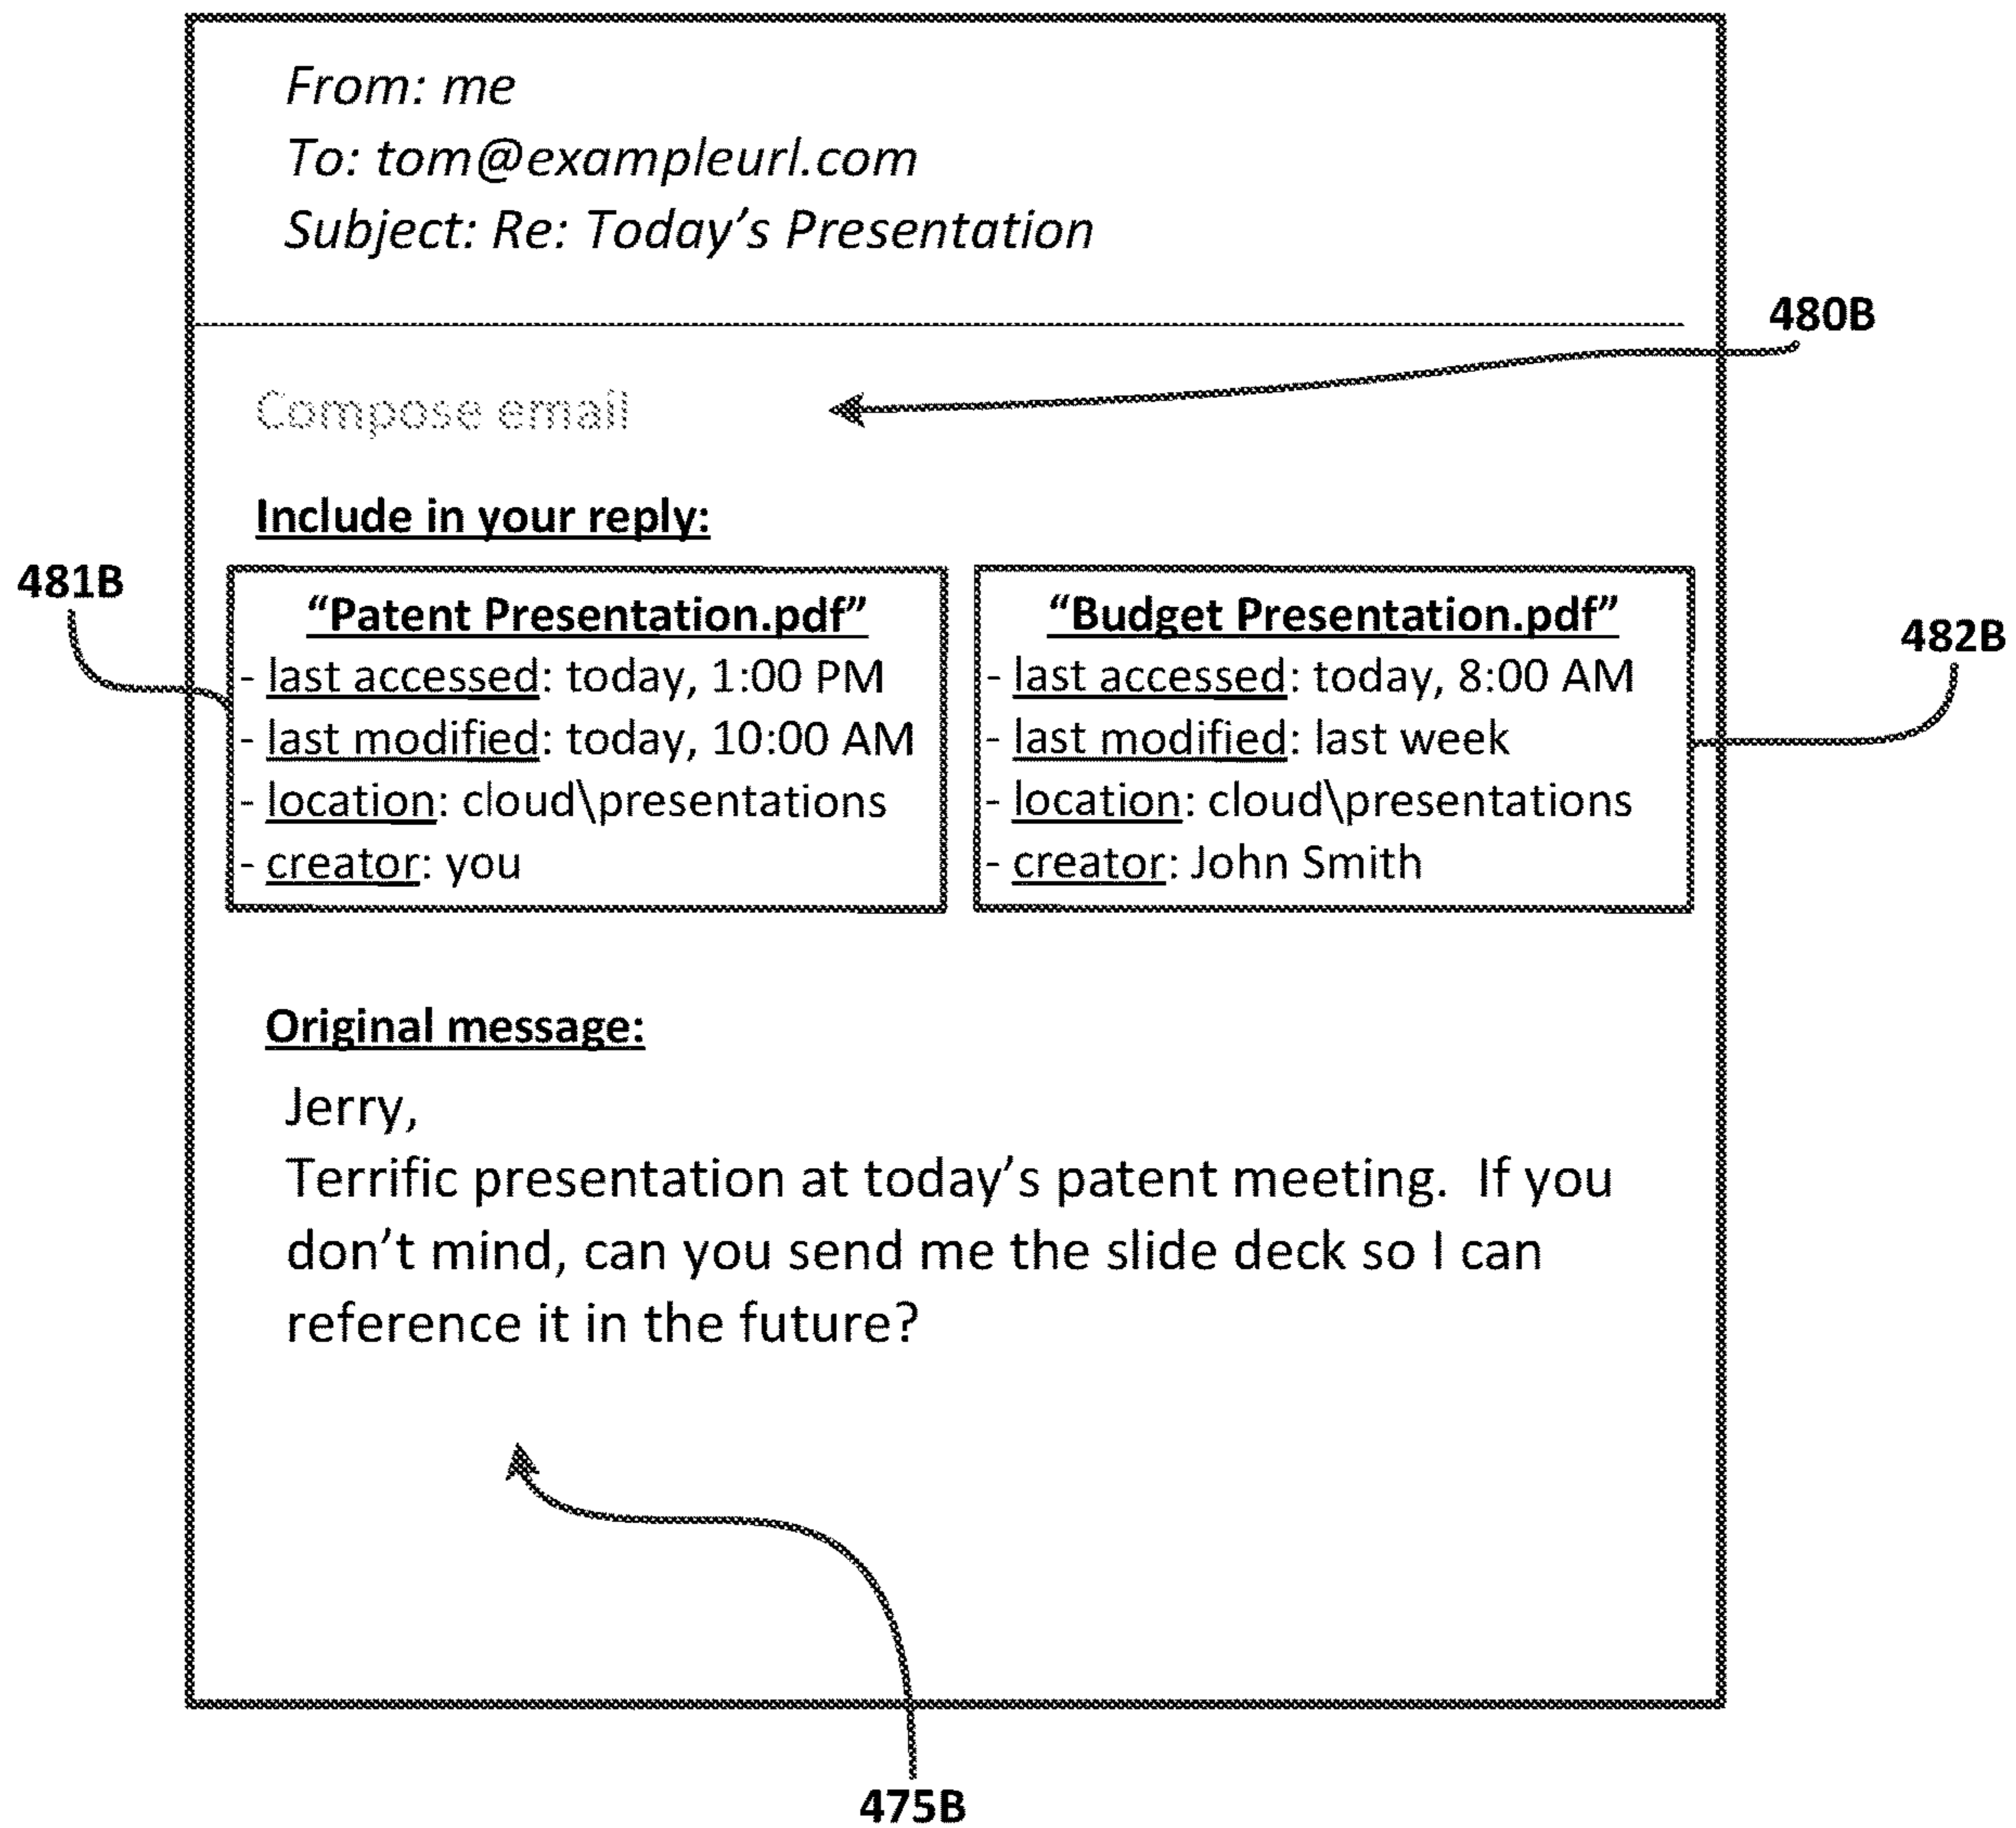 From: me
To: tom@exampleurl.com
Subject: Re: Today’s Presentation
480B
Compose email
Include in your reply:
481B
“Patent Presentation.pdf”
- last accessed: today, 1:00 PM
- last modified: today, 10:00 AM
- location: cloud\presentations
- creator: you
“Budget Presentation.pdf”
- last accessed: today, 8:00 AM
- last modified: last week
- location: cloud\presentations
- creator: John Smith
482B
Original message:
Jerry,
Terrific presentation at today’s patent meeting.  If you
don’t mind, can you send me the slide deck so I can
reference it in the future?
475B